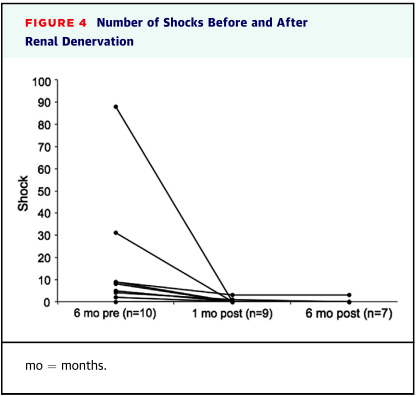 FIGURE 4 Number of Shocks Before and After
Renal Denervation
100
90
80
70
60
50
40
30
20
10
0
Shock
6 mo pre (n=10) 1 mo post (n=9) 6 mo post (n=7)
mo = months.